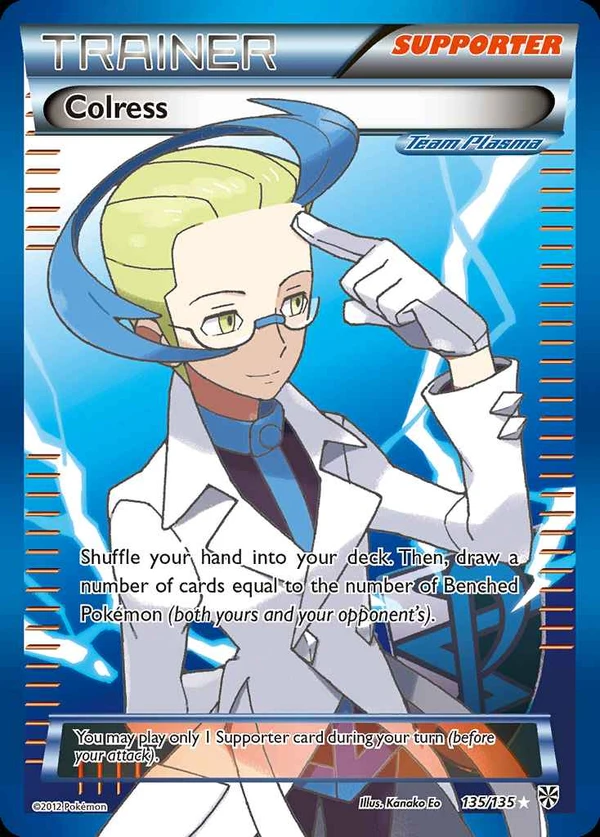 TRAINER
SUPPORTER
Colress
Team Plasma
Shuffle your hand into your deck. Then, draw a
number of cards equal to the number of Benched
Pokémon (both yours and your opponent's).
You may play only 1 Supporter card during your turn (before
your attack).
©2012 Pokémon
Illus. Kanako Eo
135/135 ★